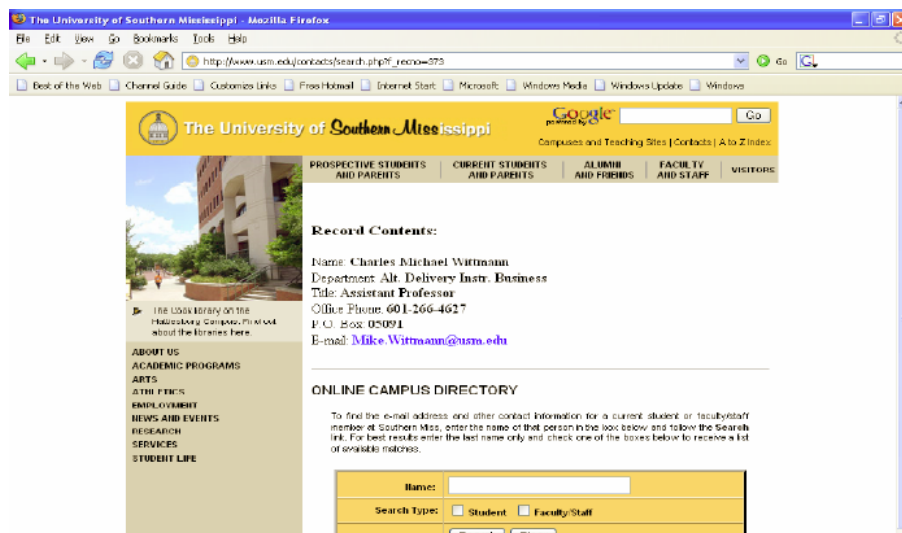 The University of Southern Mississippi - Mozilla Firefox
File Edit View Go Bookmarks Tools Help
http://www.usm.edu/contacts/search.php?f_recno=373
Go
G
Best of the Web Channel Guide Customize Links Free Hotmail Internet Start Microsoft Windows Media Windows Update Windows
The University of Southern Mississippi
powered by Google
Go
Campuses and Teaching Sites | Contacts | A to Z Index
PROSPECTIVE STUDENTS AND PARENTS
CURRENT STUDENTS AND PARENTS
ALUMNI AND FRIENDS
FACULTY AND STAFF
VISITORS
The Cook library on the
Hattiesburg Campus. Find out
about the libraries here.
ABOUT US
ACADEMIC PROGRAMS
ARTS
ATHLETICS
EMPLOYMENT
NEWS AND EVENTS
RESEARCH
SERVICES
STUDENT LIFE
Record Contents:
Name: Charles Michael Wittmann
Department: Alt. Delivery Instr. Business
Title: Assistant Professor
Office Phone: 601-266-4627
P.O. Box: 05091
E-mail: Mike.Wittmann@usm.edu
ONLINE CAMPUS DIRECTORY
To find the e-mail address and other contact information for a current student or faculty/staff
member at Southern Miss, enter the name of that person in the box below and follow the Search
link. For best results enter the last name only and check one of the boxes below to receive a list
of available matches.
Name:
Search Type: Student Faculty/Staff